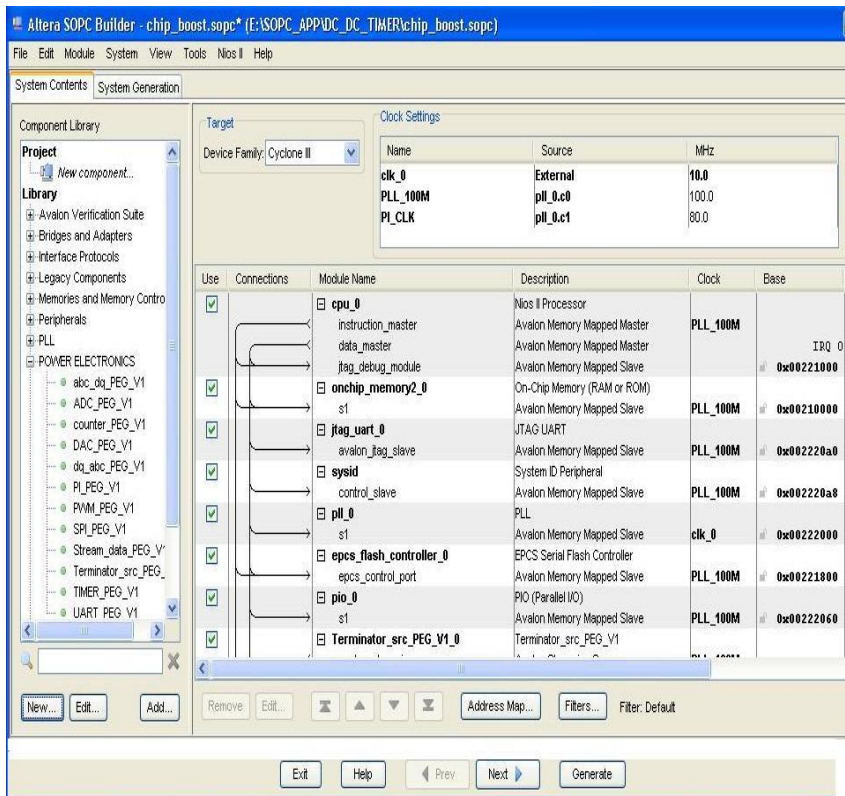 Altera SOPC Builder - chip_boost.sopc* (E:\SOPC_APP\DC_DC_TIMER\chip_boost.sopc)
File Edit Module System View Tools Nios II Help
System Contents System Generation
Component Library
Project
New component...
Library
Avalon Verification Suite
Bridges and Adapters
Interface Protocols
Legacy Components
Memories and Memory Contro
Peripherals
PLL
POWER ELECTRONICS
abc_dq_PEG_V1
ADC_PEG_V1
counter_PEG_V1
DAC_PEG_V1
dq_abc_PEG_V1
PI_PEG_V1
PWM_PEG_V1
SPI_PEG_V1
Stream_data_PEG_V
Terminator_src_PEG_
TIMER_PEG_V1
UART_PEG_V1
New... Edit... Add...
Target
Device Family: Cyclone III
Clock Settings
Name Source MHz
clk_0 External 10.0
PLL_100M pll_0.c0 100.0
PI_CLK pll_0.c1 80.0
Use Connections Module Name Description Clock Base
cpu_0 Nios II Processor
instruction_master Avalon Memory Mapped Master PLL_100M
data_master Avalon Memory Mapped Master IRQ 0
jtag_debug_module Avalon Memory Mapped Slave 0x00221000
onchip_memory2_0 On-Chip Memory (RAM or ROM)
s1 Avalon Memory Mapped Slave PLL_100M 0x00210000
jtag_uart_0 JTAG UART
avalon_jtag_slave Avalon Memory Mapped Slave PLL_100M 0x002220a0
sysid System ID Peripheral
control_slave Avalon Memory Mapped Slave PLL_100M 0x002220a8
pll_0 PLL
s1 Avalon Memory Mapped Slave clk_0 0x00222000
epcs_flash_controller_0 EPCS Serial Flash Controller
epcs_control_port Avalon Memory Mapped Slave PLL_100M 0x00221800
pio_0 PIO (Parallel I/O)
s1 Avalon Memory Mapped Slave PLL_100M 0x00222060
Terminator_src_PEG_V1_0 Terminator_src_PEG_V1
Remove Edit... Address Map... Filters... Filter: Default
Exit Help Prev Next Generate